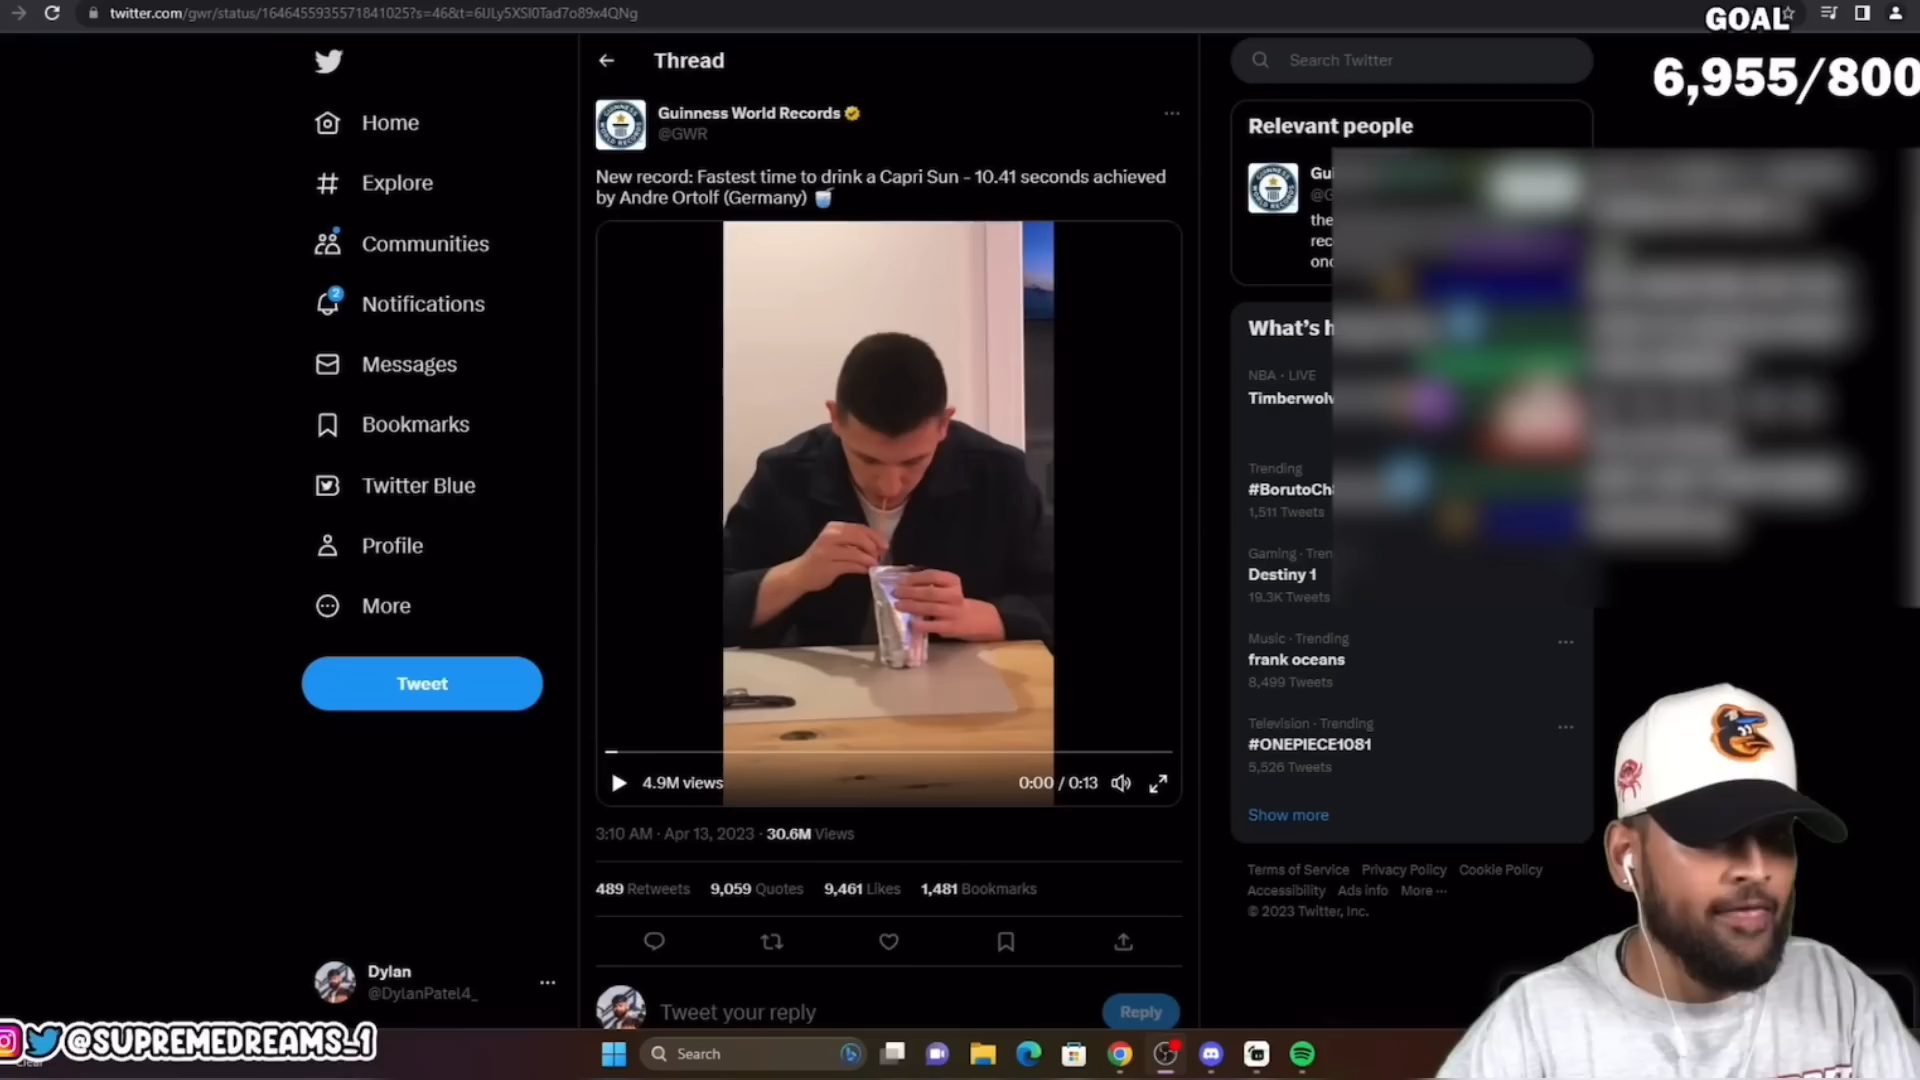 twitter.com/gwr/status/1646455935571841025?s=46&t=6ULy5XSI0Tad7o89x4QNg
GOAL
6,955/800
Home
Explore
Communities
2
Notifications
Messages
Bookmarks
Twitter Blue
Profile
More
Tweet
Dylan
@DylanPatel4_
@SUPREMEDREAMS_1
Thread
Guinness World Records
@GWR
New record: Fastest time to drink a Capri Sun - 10.41 seconds achieved
by Andre Ortolf (Germany)
4.9M views
0:00 / 0:13
3:10 AM · Apr 13, 2023 · 30.6M Views
489 Retweets 9,059 Quotes 9,461 Likes 1,481 Bookmarks
Tweet your reply
Reply
Search Twitter
Relevant people
Gui
@G
the
rec
onc
What's h
NBA · LIVE
Timberwolv
Trending
#BorutoCh
1,511 Tweets
Gaming · Tren
Destiny 1
19.3K Tweets
Music · Trending
frank oceans
8,499 Tweets
Television · Trending
#ONEPIECE1081
5,526 Tweets
Show more
Terms of Service Privacy Policy Cookie Policy
Accessibility Ads info More ···
© 2023 Twitter, Inc.
Search